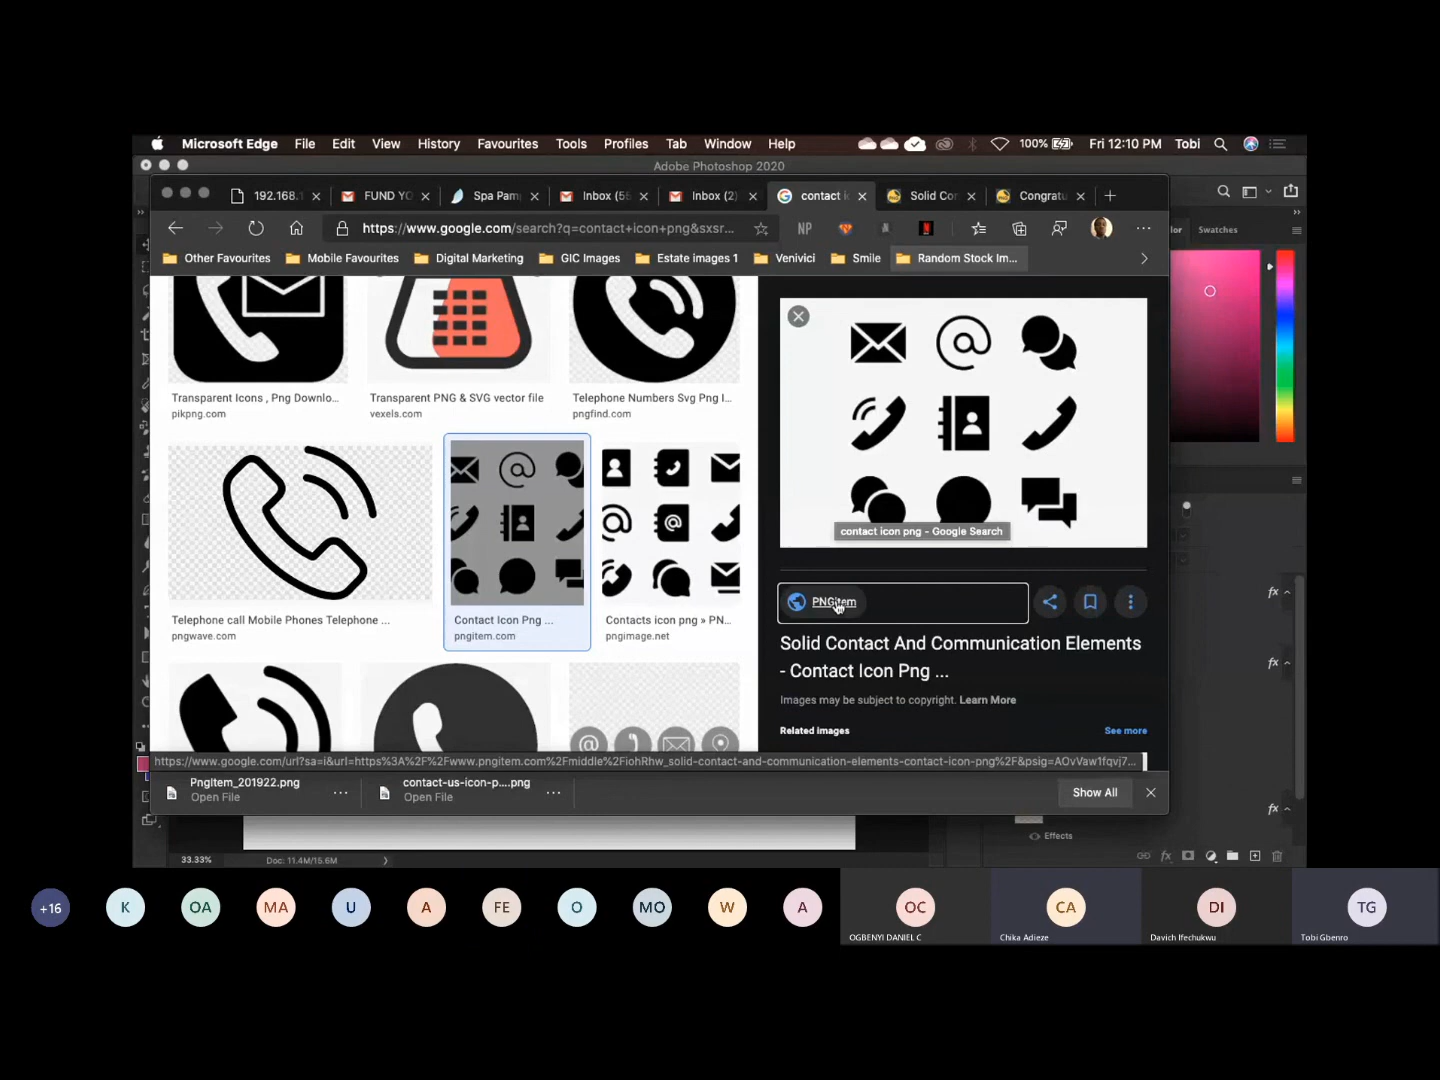 Microsoft Edge File Edit View History Favourites Tools Profiles Tab Window Help 100% Fri 12:10 PM Tobi
Adobe Photoshop 2020
192.168.1 FUND YO Spa Pam Inbox (55 Inbox (2) contact i Solid Cor Congratu
https://www.google.com/search?q=contact+icon+png&sxsr...
NP
Other Favourites Mobile Favourites Digital Marketing GIC Images Estate images 1 Venivici Smile Random Stock Im...
lor Swatches
Transparent Icons , Png Downlo...
pikpng.com
Transparent PNG & SVG vector file
vexels.com
Telephone Numbers Svg Png I...
pngfind.com
Telephone call Mobile Phones Telephone ...
pngwave.com
Contact Icon Png ...
pngitem.com
Contacts icon png » PN...
pngimage.net
contact icon png - Google Search
PNGitem
Solid Contact And Communication Elements
- Contact Icon Png ...
Images may be subject to copyright. Learn More
Related images See more
https://www.google.com/url?sa=i&url=https%3A%2F%2Fwww.pngitem.com%2Fmiddle%2FiohRhw_solid-contact-and-communication-elements-contact-icon-png%2F&psig=AOvVaw1fqvj7...
PngItem_201922.png
Open File
contact-us-icon-p....png
Open File
Show All
fx
fx
fx
Effects
33.33% Doc: 11.4M/15.6M
fx
+16 K OA MA U A FE O MO W A OC CA DI TG
OGBENYI DANIEL C Chika Adieze Davich Ifechukwu Tobi Gbenro